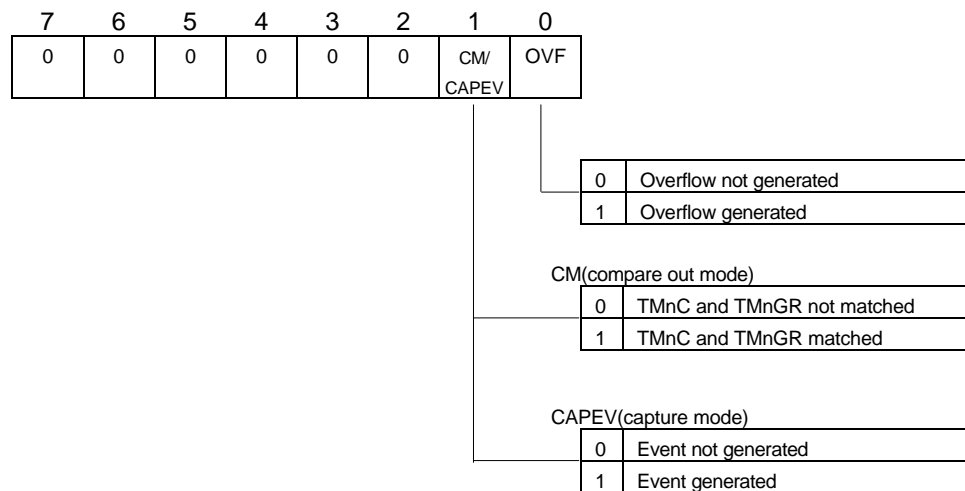 7 6 5 4 3 2 1 0
0 0 0 0 0 0 CM/ OVF
CAPEV
0 Overflow not generated
1 Overflow generated
CM(compare out mode)
0 TMnC and TMnGR not matched
1 TMnC and TMnGR matched
CAPEV(capture mode)
0 Event not generated
1 Event generated